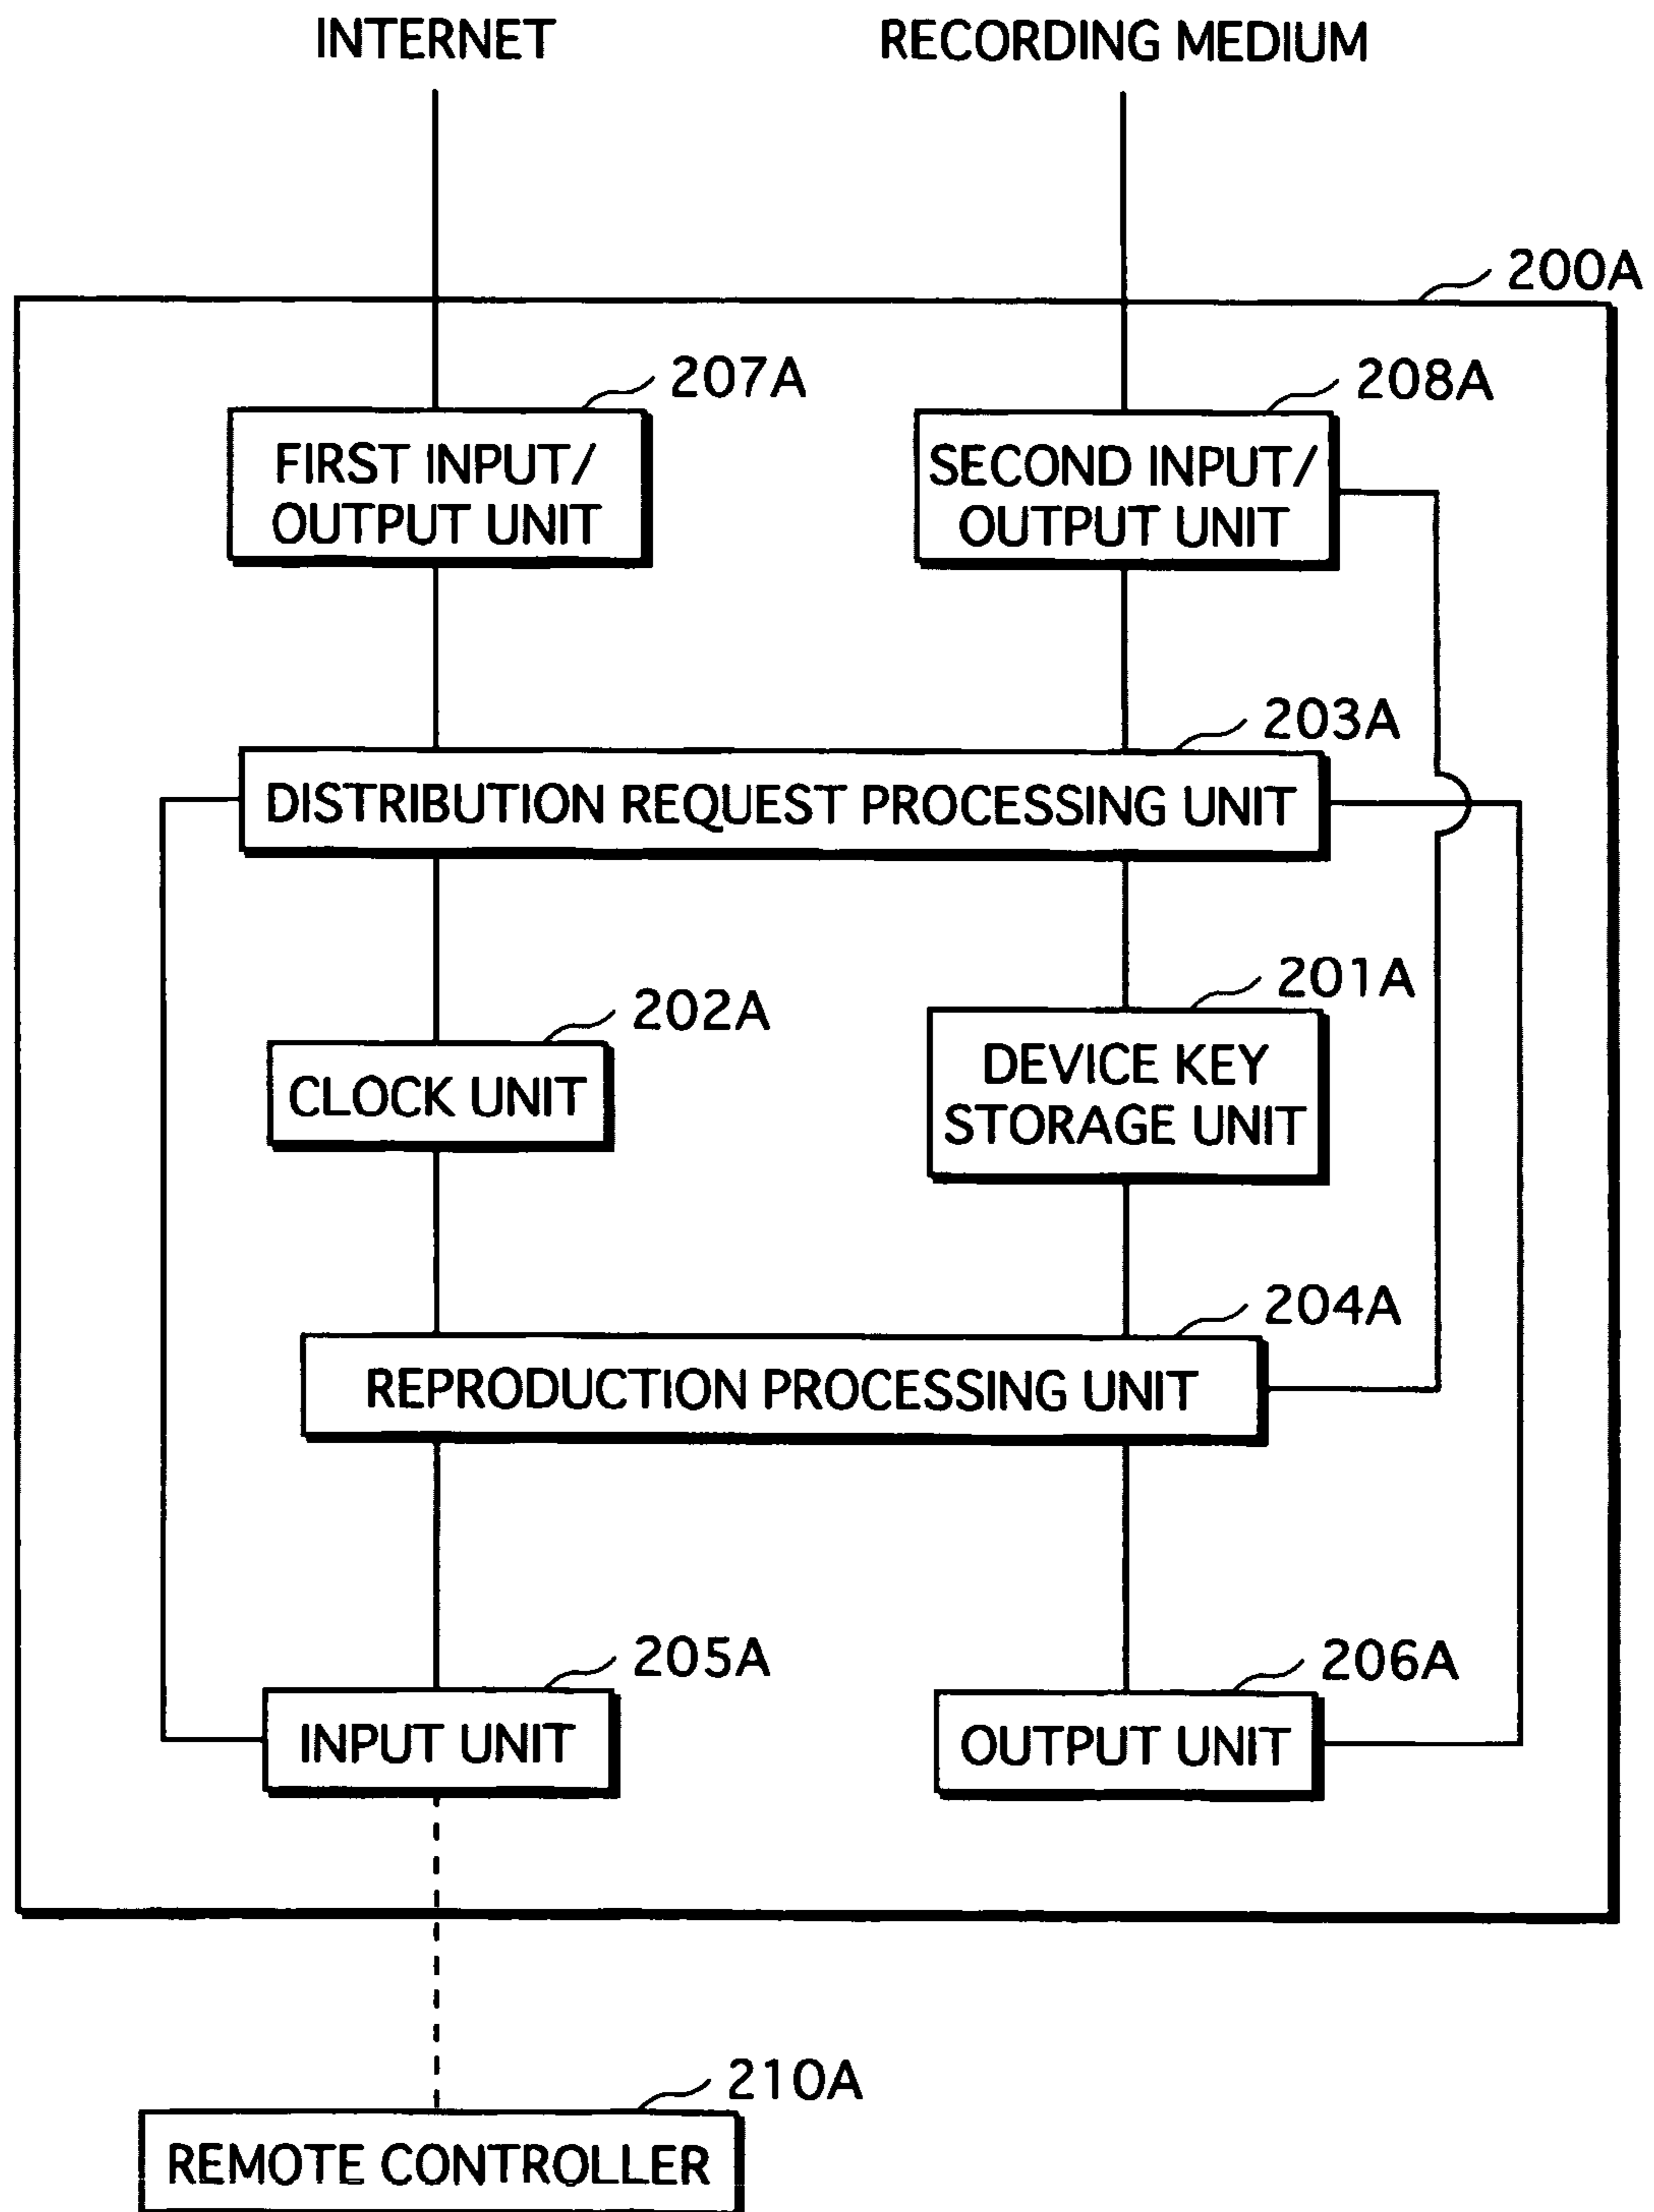 INTERNET
RECORDING MEDIUM
200A
207A
208A
FIRST INPUT/
OUTPUT UNIT
SECOND INPUT/
OUTPUT UNIT
203A
DISTRIBUTION REQUEST PROCESSING UNIT
201A
202A
DEVICE KEY
STORAGE UNIT
CLOCK UNIT
204A
REPRODUCTION PROCESSING UNIT
205A
206A
INPUT UNIT
OUTPUT UNIT
210A
REMOTE CONTROLLER